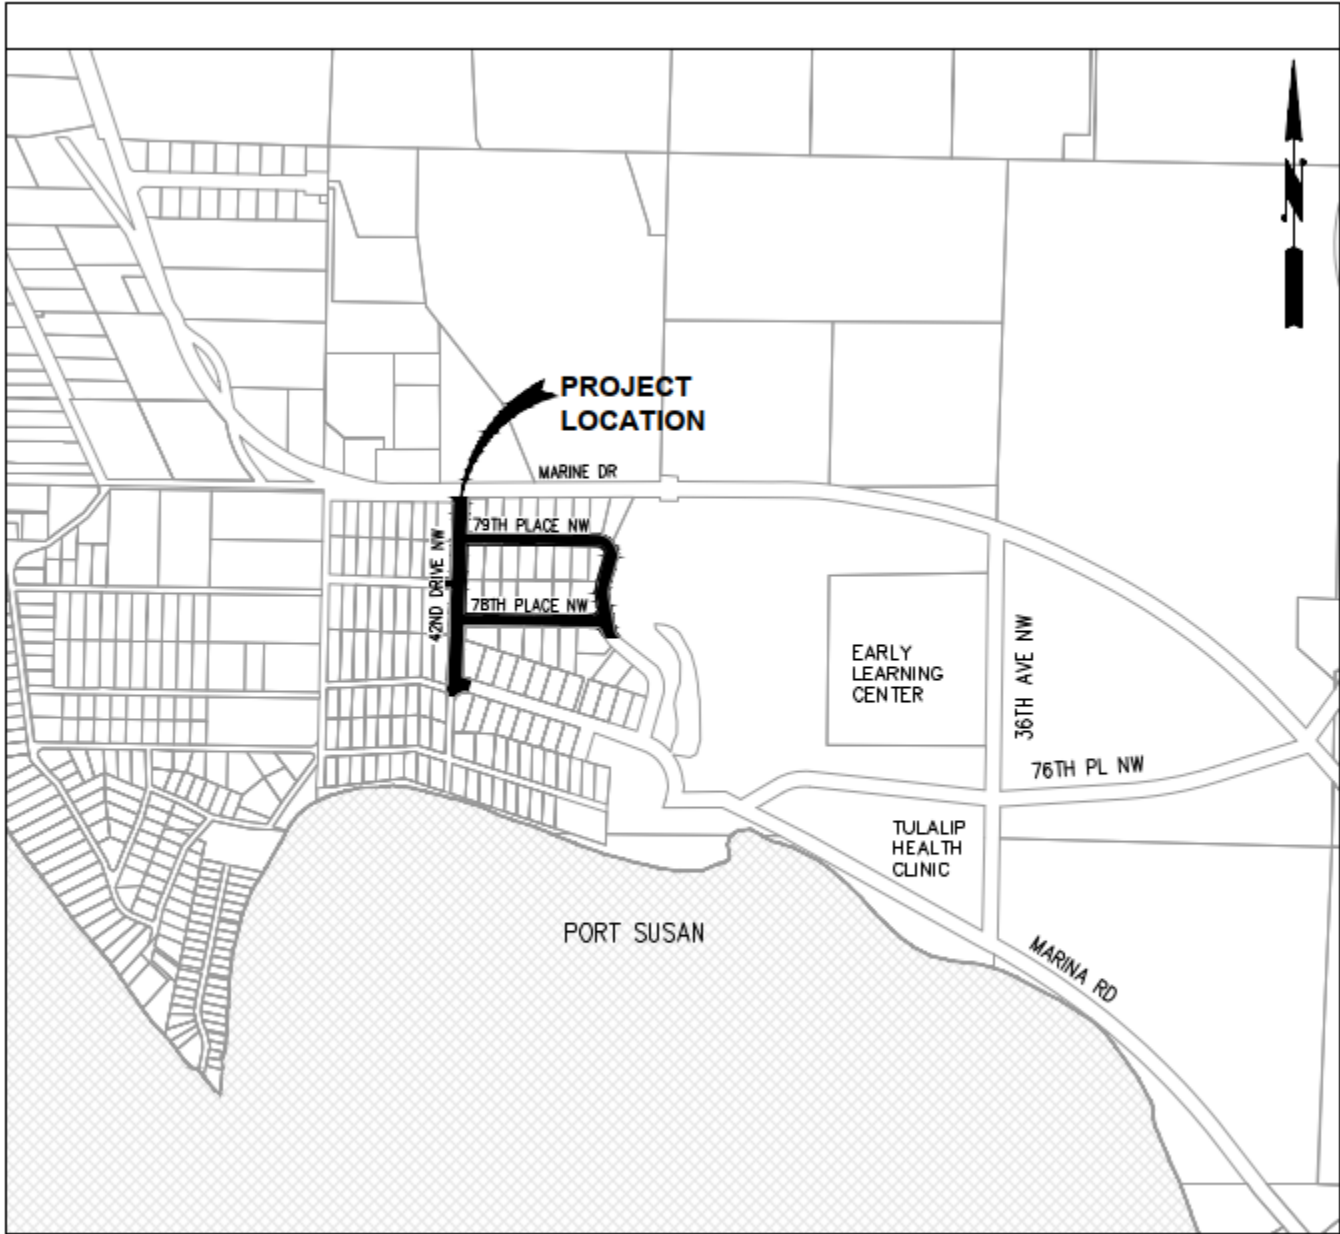 PROJECT
LOCATION
MARINE DR
79TH PLACE NW
42ND DRIVE NW
78TH PLACE NW
EARLY
LEARNING
CENTER
36TH AVE NW
76TH PL NW
TULALIP
HEALTH
CLINIC
PORT SUSAN
MARINA RD
N